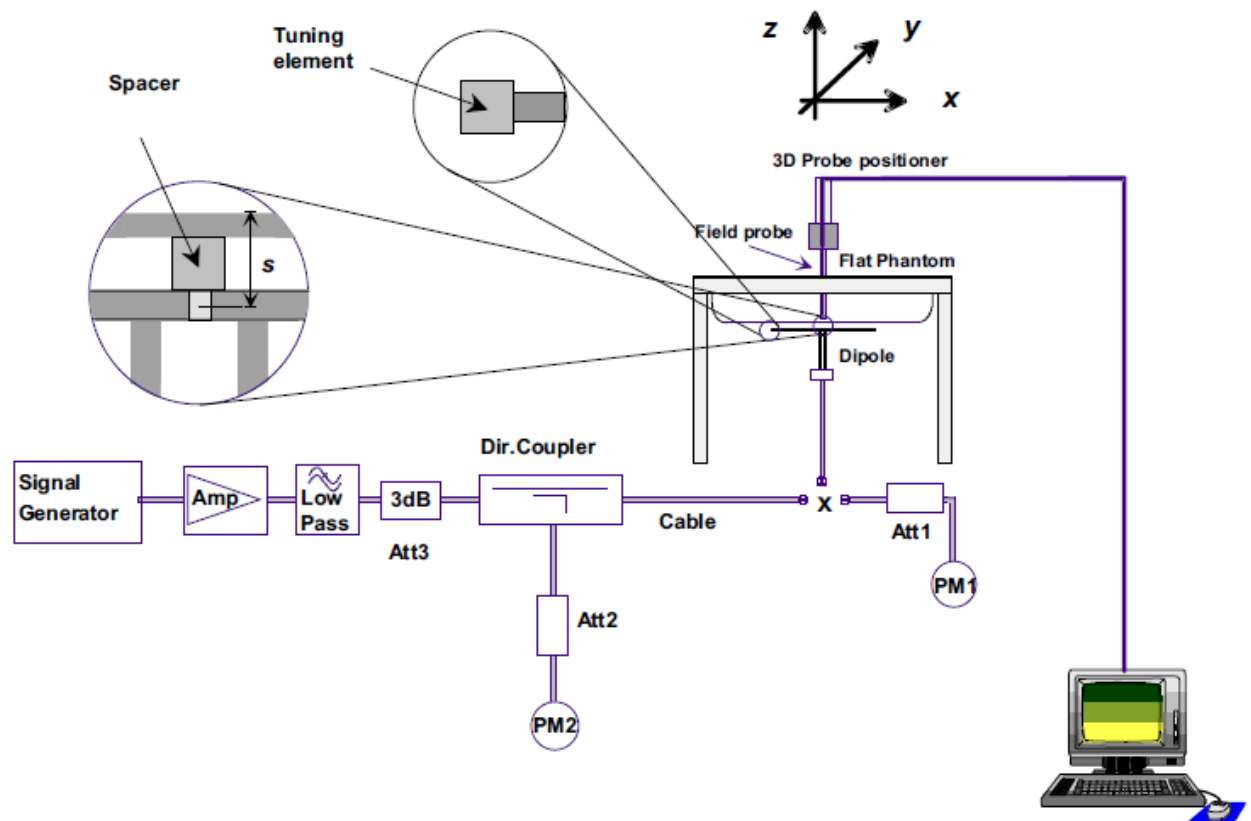 Tuning
element
Spacer
z
y
x
3D Probe positioner
Field probe
Flat Phantom
s
Dipole
Dir.Coupler
Signal
Generator
Amp
Low
Pass
3dB
Att3
Cable
x
Att1
PM1
Att2
PM2